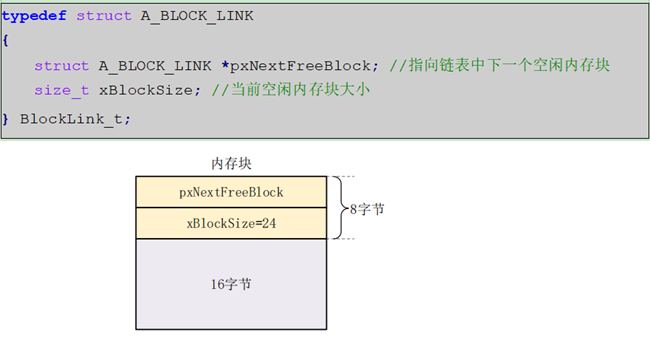 typedef struct A_BLOCK_LINK
{
struct A_BLOCK_LINK *pxNextFreeBlock; //指向链表中下一个空闲内存块
size_t xBlockSize; //当前空闲内存块大小
} BlockLink_t;
内存块
pxNextFreeBlock
8字节
xBlockSize=24
16字节